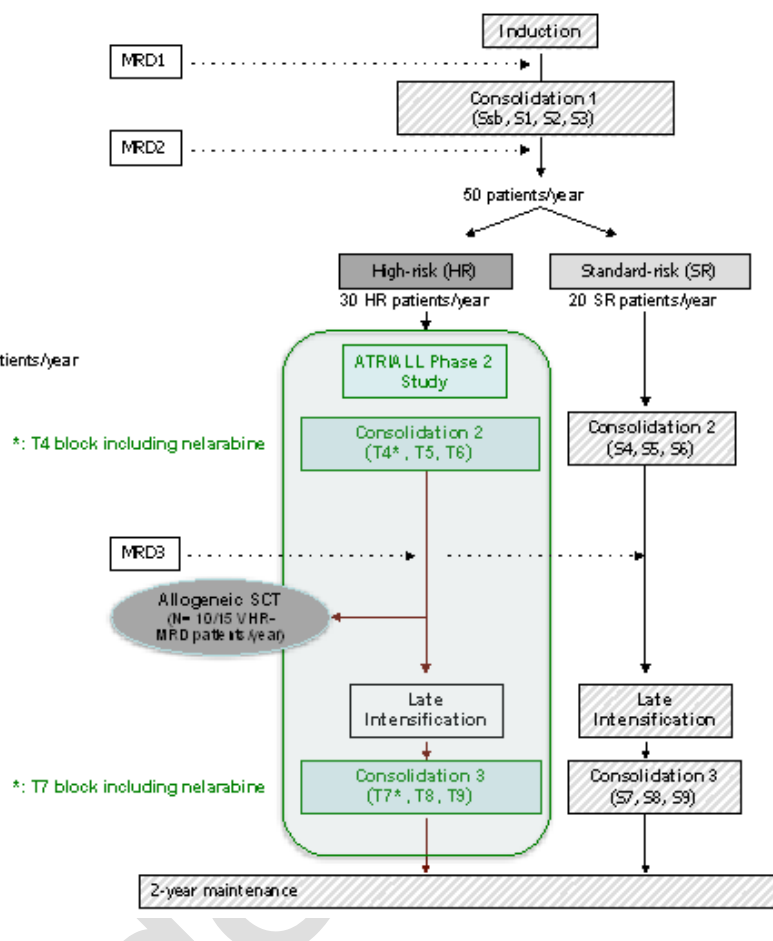 Induction
MRD1
Consolidation 1
(Ssb, S1, S2, S3)
MRD2
50 patients/year
High-risk (HR)
Standard-risk (SR)
30 HR patients/year
20 SR patients/year
patients/year
ATRIALL Phase 2
Study
*: T4 block including nelarabine
Consolidation 2
(T4*, T5, T6)
Consolidation 2
(S4, S5, S6)
MRD3
Allogeneic SCT
(N= 10/15 VHR-
MRD patients/year)
Late
Intensification
Late
Intensification
*: T7 block including nelarabine
Consolidation 3
(T7*, T8, T9)
Consolidation 3
(S7, S8, S9)
2-year maintenance